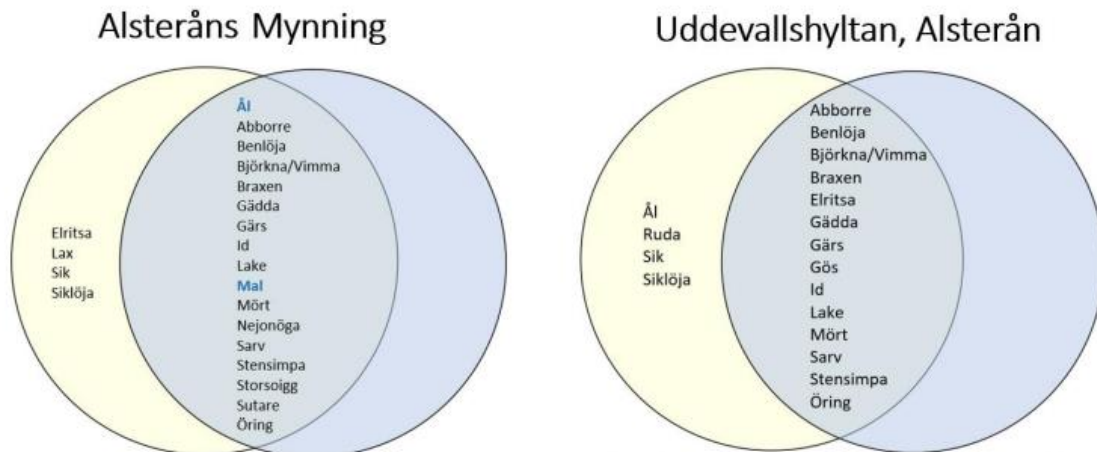 Alsteråns Mynning
Elritsa
Lax
Sik
Siklöja
Ål
Abborre
Benlöja
Björkna/Vimma
Braxen
Gädda
Gärs
Id
Lake
Mal
Mört
Nejonöga
Sarv
Stensimpa
Storsoigg
Sutare
Öring
Uddevallshyltan, Alsterån
Ål
Ruda
Sik
Siklöja
Abborre
Benlöja
Björkna/Vimma
Braxen
Elritsa
Gädda
Gärs
Gös
Id
Lake
Mört
Sarv
Stensimpa
Öring